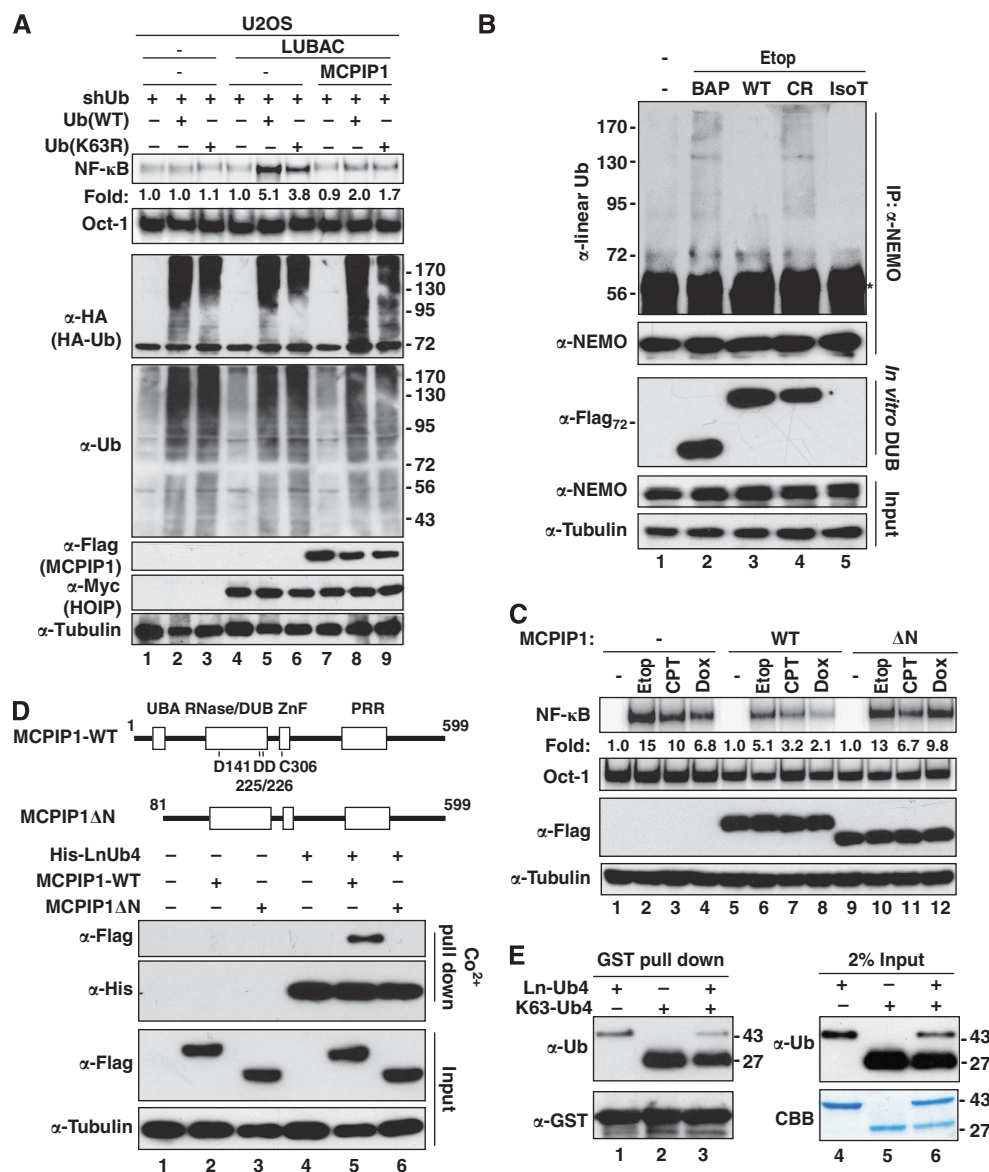 A
U2OS
- LUBAC
- - MCPIP1
shUb + + + + + + + + +
Ub(WT) – + – – + – – + –
Ub(K63R) – – + – – + – – +
NF-κB
Fold: 1.0 1.0 1.1 1.0 5.1 3.8 0.9 2.0 1.7
Oct-1
α-HA
(HA-Ub)
170
130
95
72
α-Ub
170
130
95
72
56
43
α-Flag
(MCPIP1)
α-Myc
(HOIP)
α-Tubulin
1 2 3 4 5 6 7 8 9
B
- Etop
- BAP WT CR IsoT
α-linear Ub
170
130
95
72
56
*
IP: α-NEMO
α-NEMO
α-Flag
72
In vitro DUB
α-NEMO
α-Tubulin
Input
1 2 3 4 5
C
MCPIP1: - WT ΔN
- Etop CPT Dox - Etop CPT Dox - Etop CPT Dox
NF-κB
Fold: 1.0 15 10 6.8 1.0 5.1 3.2 2.1 1.0 13 6.7 9.8
Oct-1
α-Flag
α-Tubulin
1 2 3 4 5 6 7 8 9 10 11 12
D
UBA RNase/DUB ZnF PRR
MCPIP1-WT 1 599
D141 DD C306
225/226
MCPIP1ΔN 81 599
His-LnUb4 – – – + + +
MCPIP1-WT – + – – + –
MCPIP1ΔN – – + – – +
α-Flag
α-His
Co2+
pull down
α-Flag
α-Tubulin
Input
1 2 3 4 5 6
E
GST pull down 2% Input
Ln-Ub4 + – + + – +
K63-Ub4 – + + – + +
α-Ub 43 27
α-Ub 43 27
α-GST
CBB 43 27
1 2 3 4 5 6